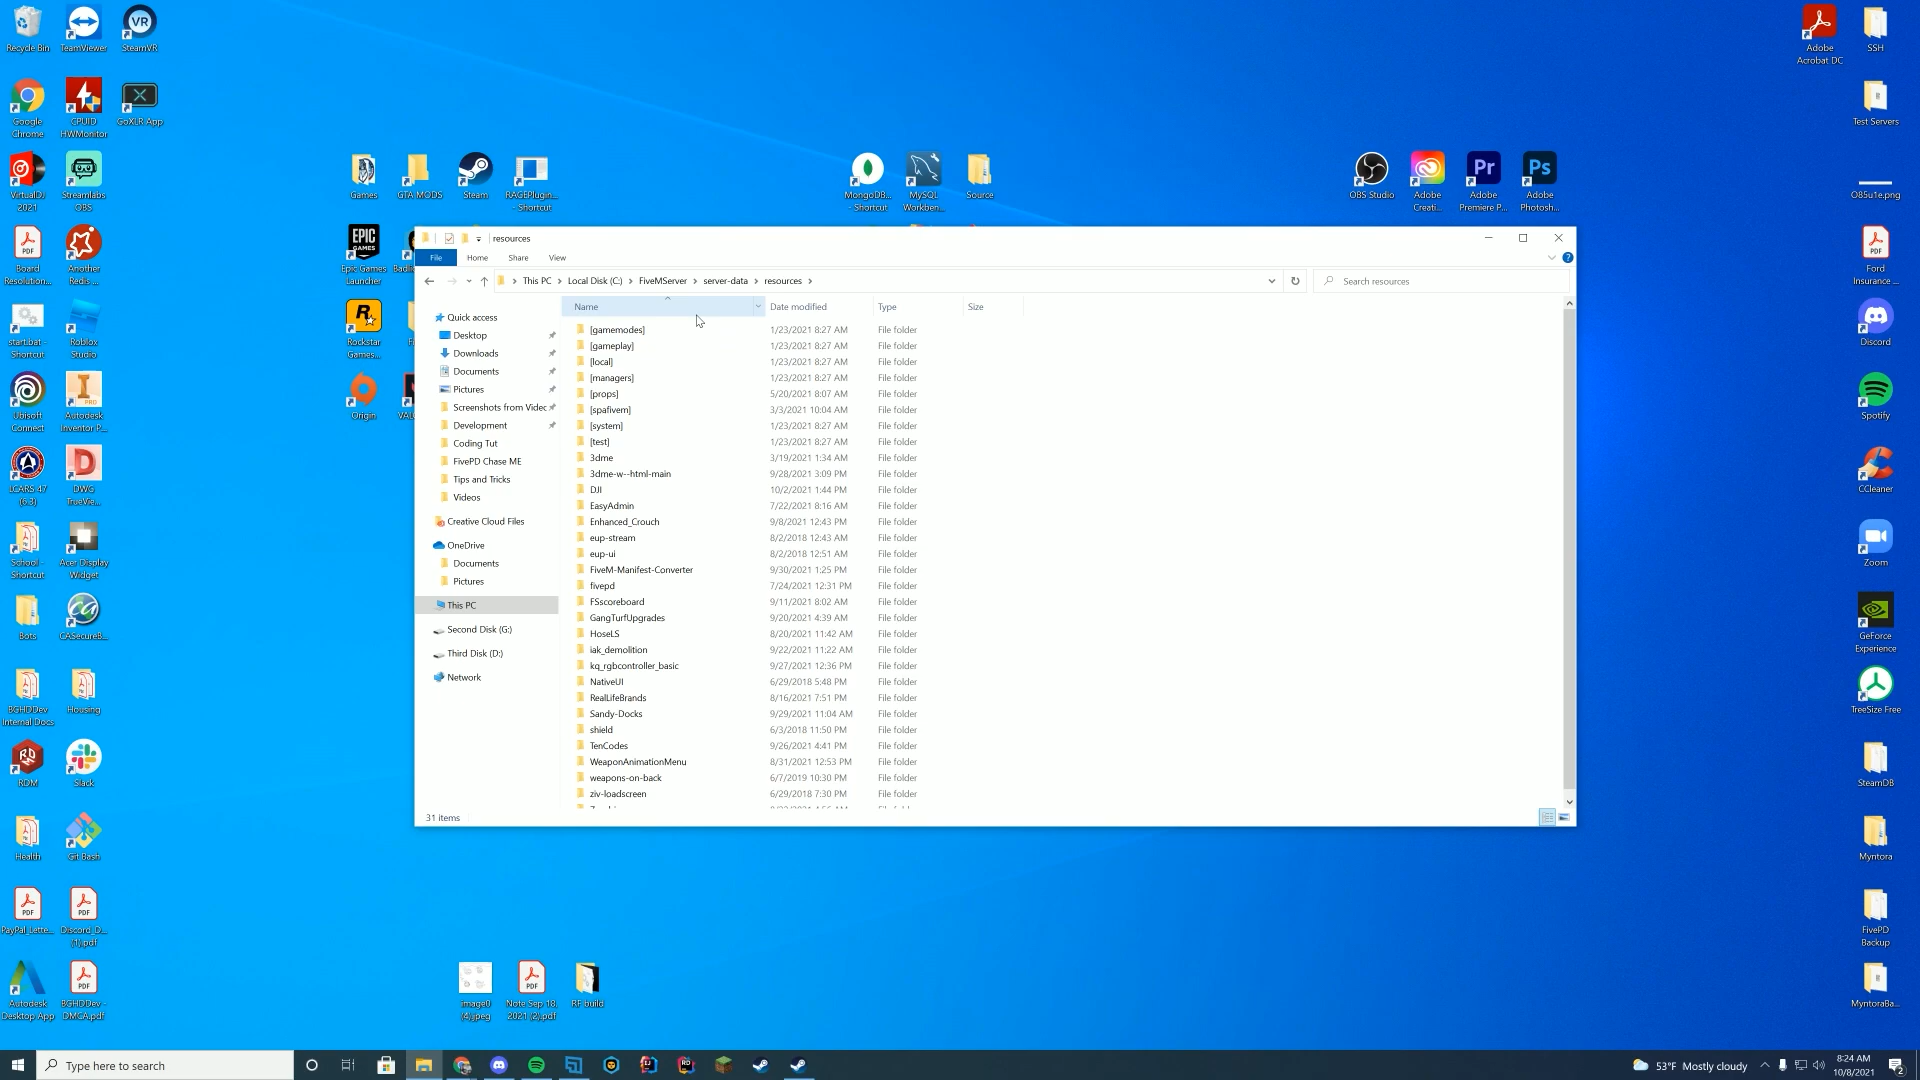 Recycle Bin
TeamViewer
SteamVR
Google
Chrome
CPUID
HWMonitor
GoXLR App
VirtualDJ
2021
Streamlabs
OBS
Board
Resolution...
Another
Redis ...
start.bat -
Shortcut
Roblox
Studio
Ubisoft
Connect
Autodesk
Inventor P...
LCARS 47
(6.3)
DWG
TrueVie...
School -
Shortcut
Acer Display
Widget
Bots
CASecureB...
BGHDDev
Internal Docs
Housing
RDM
Slack
Health
Git Bash
PayPal Lette...
Discord_D...
(1).pdf
Autodesk
Desktop App
BGHDDev -
DMCA.pdf
Games
GTA MODS
Steam
RAGEPlugin...
- Shortcut
Epic Games
Launcher
Rockstar
Games...
Origin
MongoDB...
- Shortcut
MySQL
Workben...
Source
OBS Studio
Adobe
Creati...
Adobe
Premiere P...
Adobe
Photosh...
Adobe
Acrobat DC
SSH
Test Servers
O85u1e.png
Ford
Insurance ...
Discord
Spotify
CCleaner
Zoom
GeForce
Experience
TreeSize Free
SteamDB
Myntora
FivePD
Backup
MyntoraBa...
image0
(4).jpeg
Note Sep 18,
2021 (2).pdf
RF build
resources
File Home Share View
This PC > Local Disk (C:) > FiveMServer > server-data > resources >
Search resources
Quick access
Desktop
Downloads
Documents
Pictures
Screenshots from Videc
Development
Coding Tut
FivePD Chase ME
Tips and Tricks
Videos
Creative Cloud Files
OneDrive
Documents
Pictures
This PC
Second Disk (G:)
Third Disk (D:)
Network
Name Date modified Type Size
[gamemodes] 1/23/2021 8:27 AM File folder
[gameplay] 1/23/2021 8:27 AM File folder
[local] 1/23/2021 8:27 AM File folder
[managers] 1/23/2021 8:27 AM File folder
[props] 5/20/2021 8:07 AM File folder
[spafivem] 3/3/2021 10:04 AM File folder
[system] 1/23/2021 8:27 AM File folder
[test] 1/23/2021 8:27 AM File folder
3dme 3/19/2021 1:34 AM File folder
3dme-w--html-main 9/28/2021 3:09 PM File folder
DJI 10/2/2021 1:44 PM File folder
EasyAdmin 7/22/2021 8:16 AM File folder
Enhanced_Crouch 9/8/2021 12:43 PM File folder
eup-stream 8/2/2018 12:43 AM File folder
eup-ui 8/2/2018 12:51 AM File folder
FiveM-Manifest-Converter 9/30/2021 1:25 PM File folder
fivepd 7/24/2021 12:31 PM File folder
FSscoreboard 9/11/2021 8:02 AM File folder
GangTurfUpgrades 9/20/2021 4:39 AM File folder
HoseLS 8/20/2021 11:42 AM File folder
iak_demolition 9/22/2021 11:22 AM File folder
kq_rgbcontroller_basic 9/27/2021 12:36 PM File folder
NativeUI 6/29/2018 5:48 PM File folder
RealLifeBrands 8/16/2021 7:51 PM File folder
Sandy-Docks 9/29/2021 11:04 AM File folder
shield 6/3/2018 11:50 PM File folder
TenCodes 9/26/2021 4:41 PM File folder
WeaponAnimationMenu 8/31/2021 12:53 PM File folder
weapons-on-back 6/7/2019 10:30 PM File folder
ziv-loadscreen 6/29/2018 7:30 PM File folder
31 items
Type here to search
53°F Mostly cloudy
8:24 AM
10/8/2021